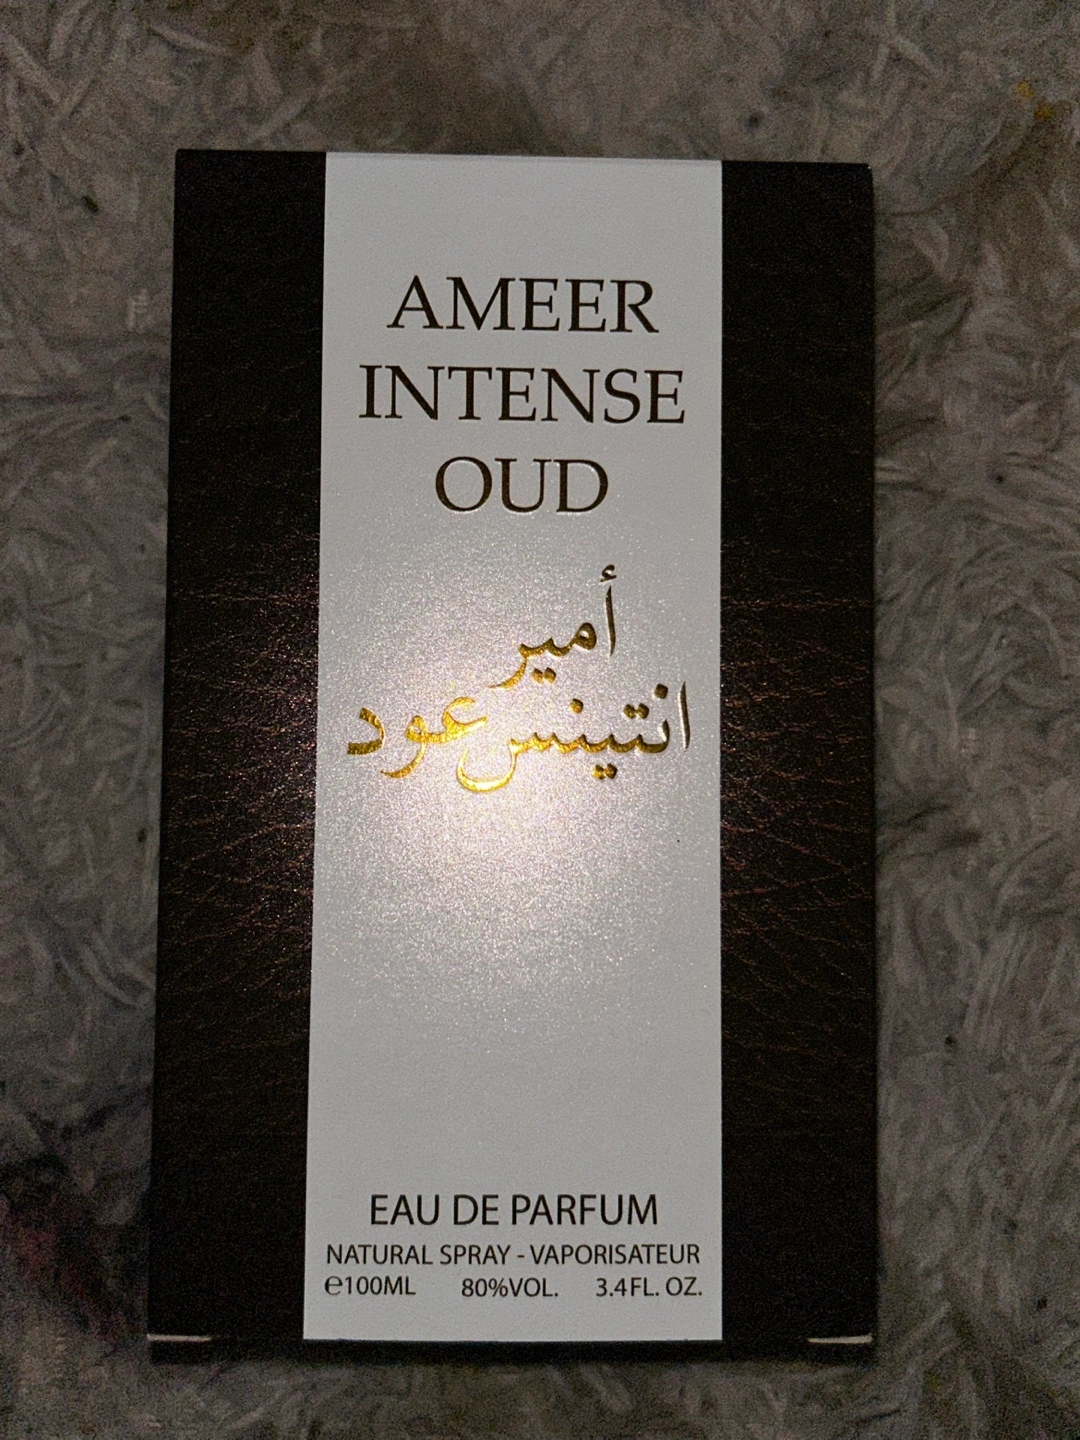 AMEER
INTENSE
OUD
أمير
انتينس عود
EAU DE PARFUM
NATURAL SPRAY - VAPORISATEUR
℮100ML 80%VOL. 3.4FL. OZ.